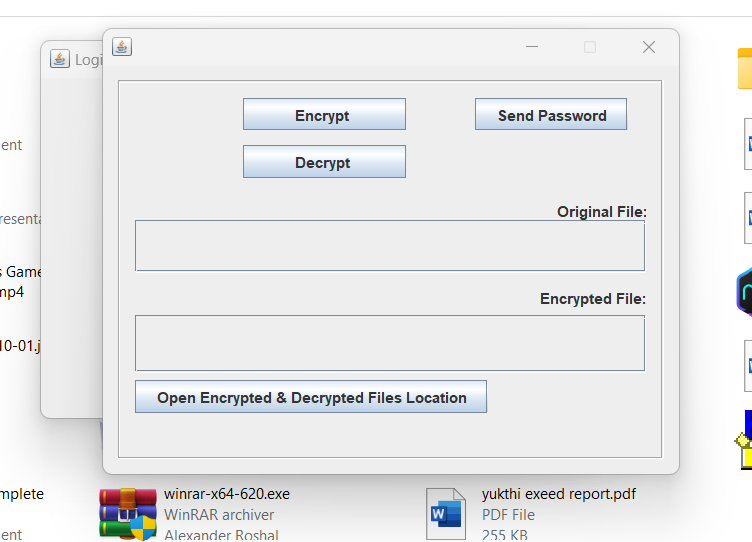 Logi
Encrypt
Send Password
Decrypt
ent
Original File:
resenta
s Game
mp4
Encrypted File:
10-01.j
Open Encrypted & Decrypted Files Location
mplete
winrar-x64-620.exe
yukthi exeed report.pdf
WinRAR archiver
PDF File
ent
Alexander Roshal
255 KB